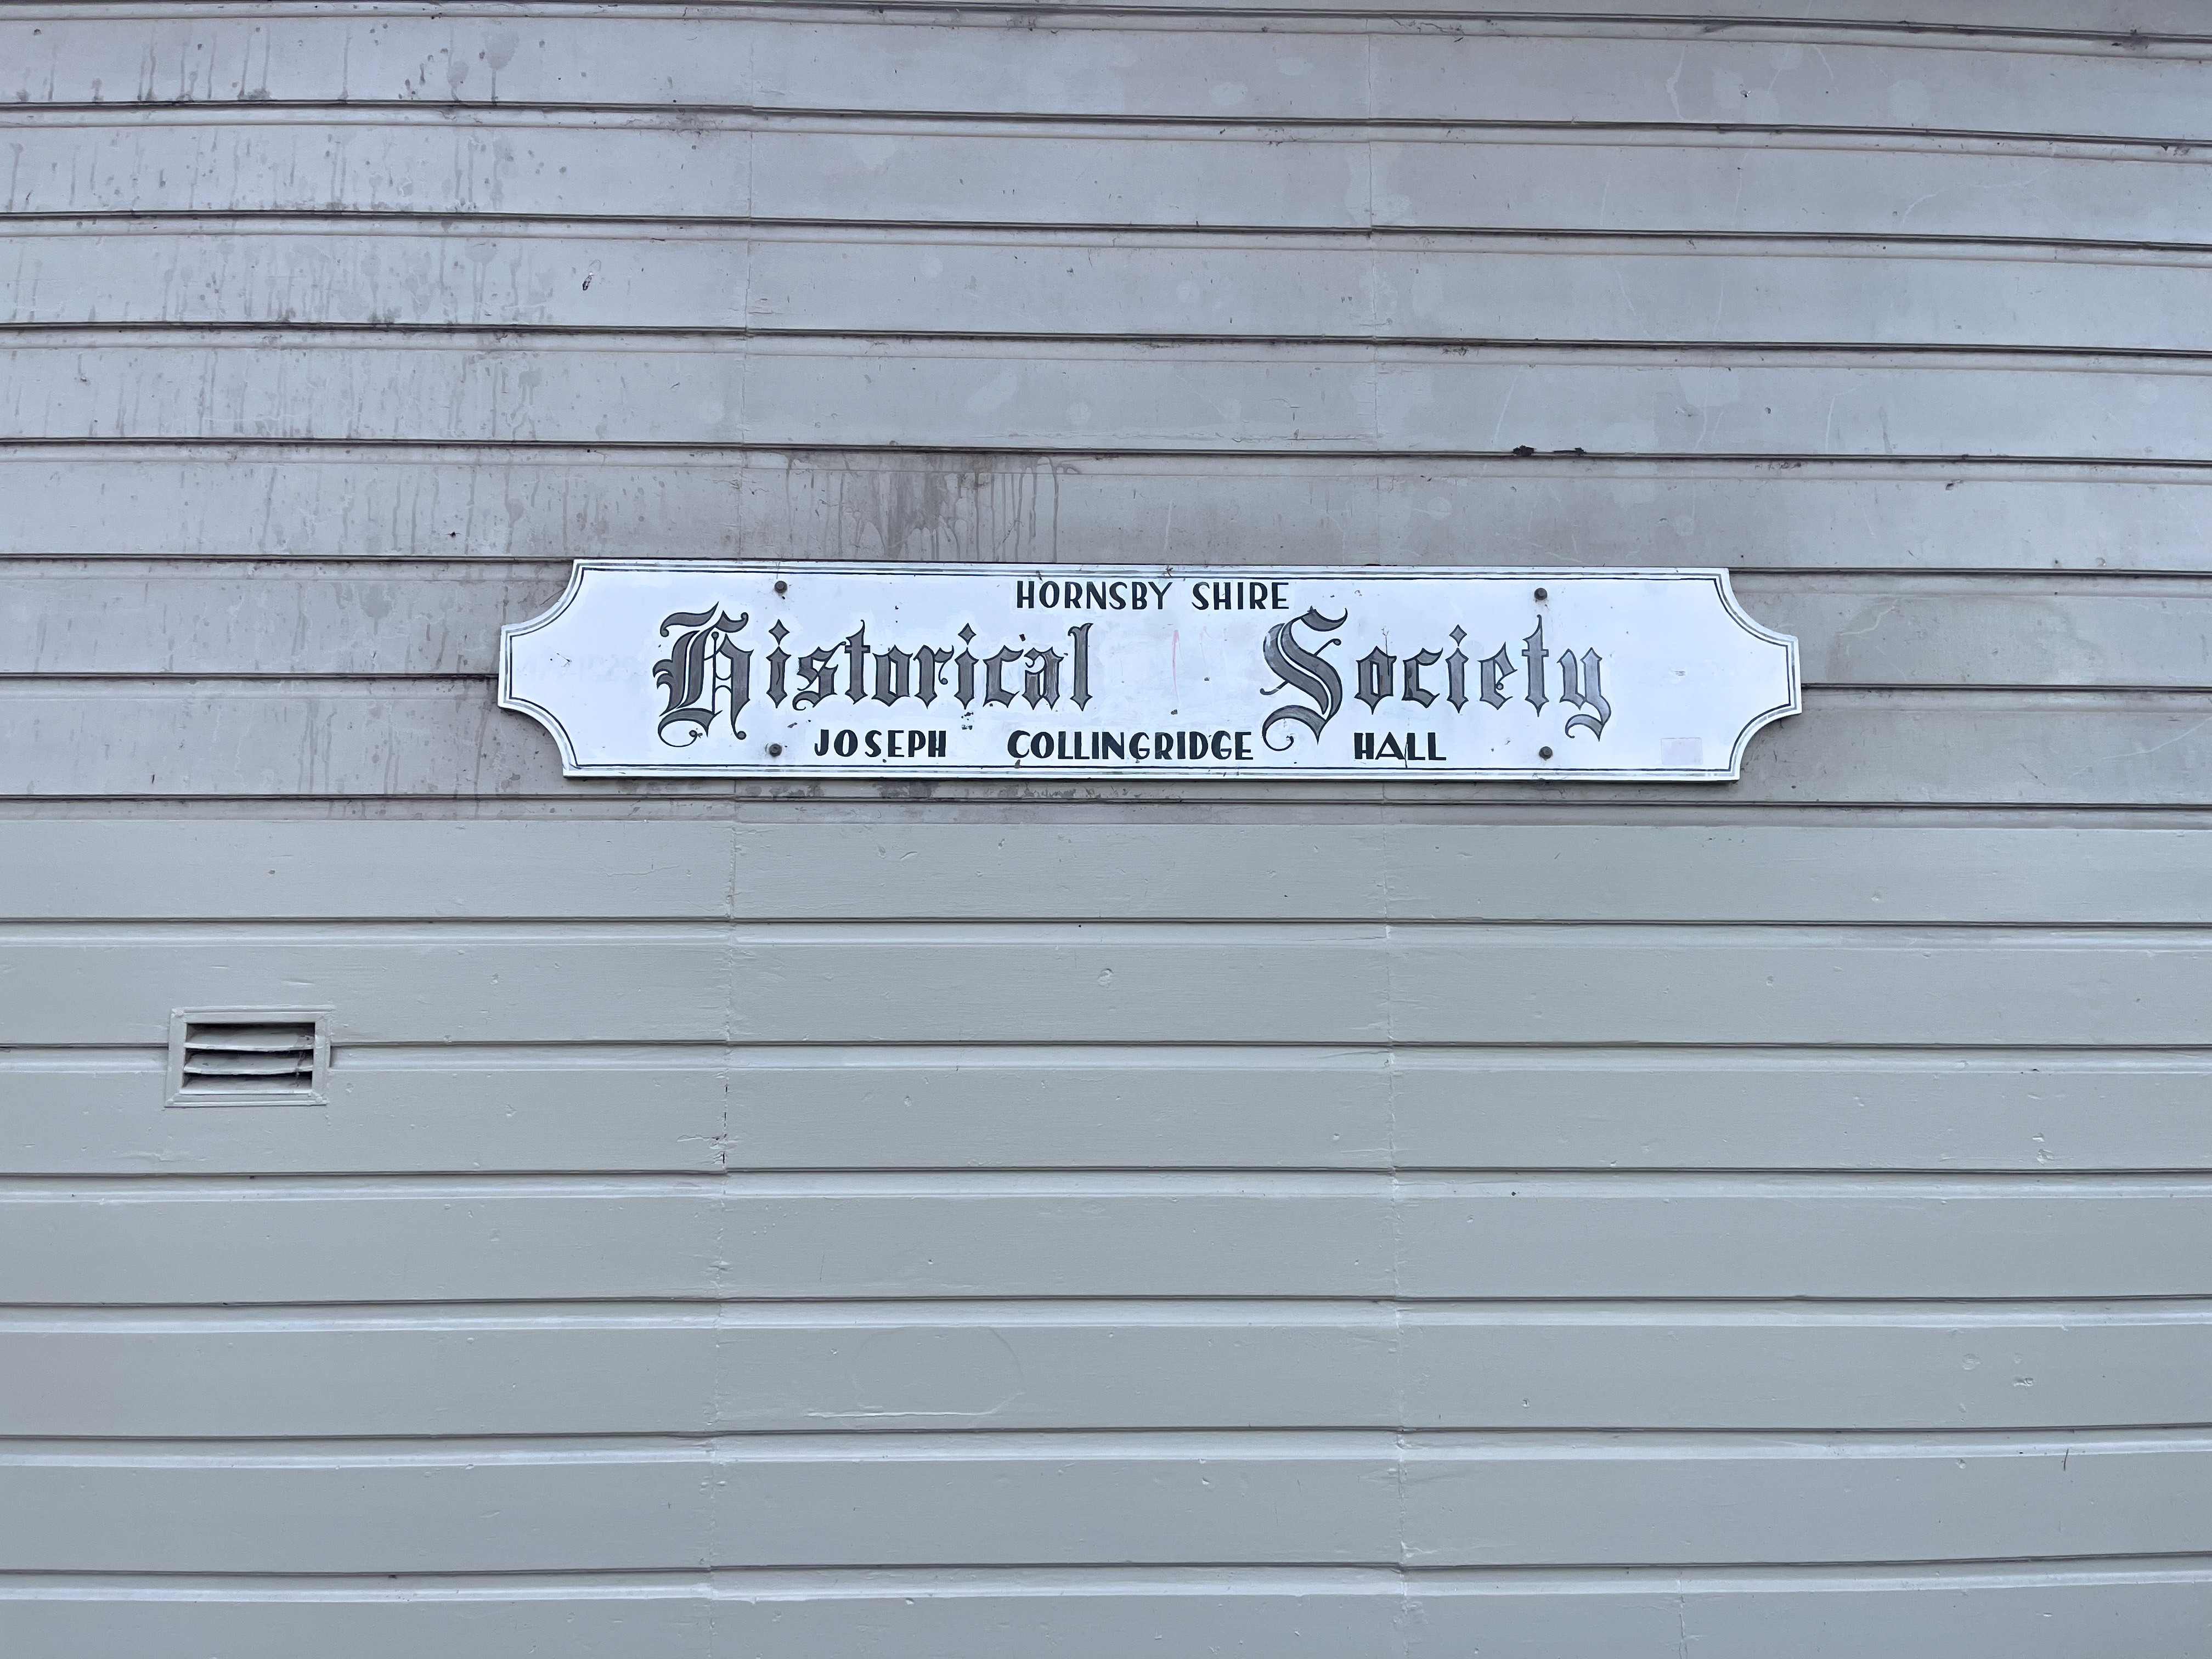 HORNSBY SHIRE
Historical Society
JOSEPH COLLINGRIDGE HALL